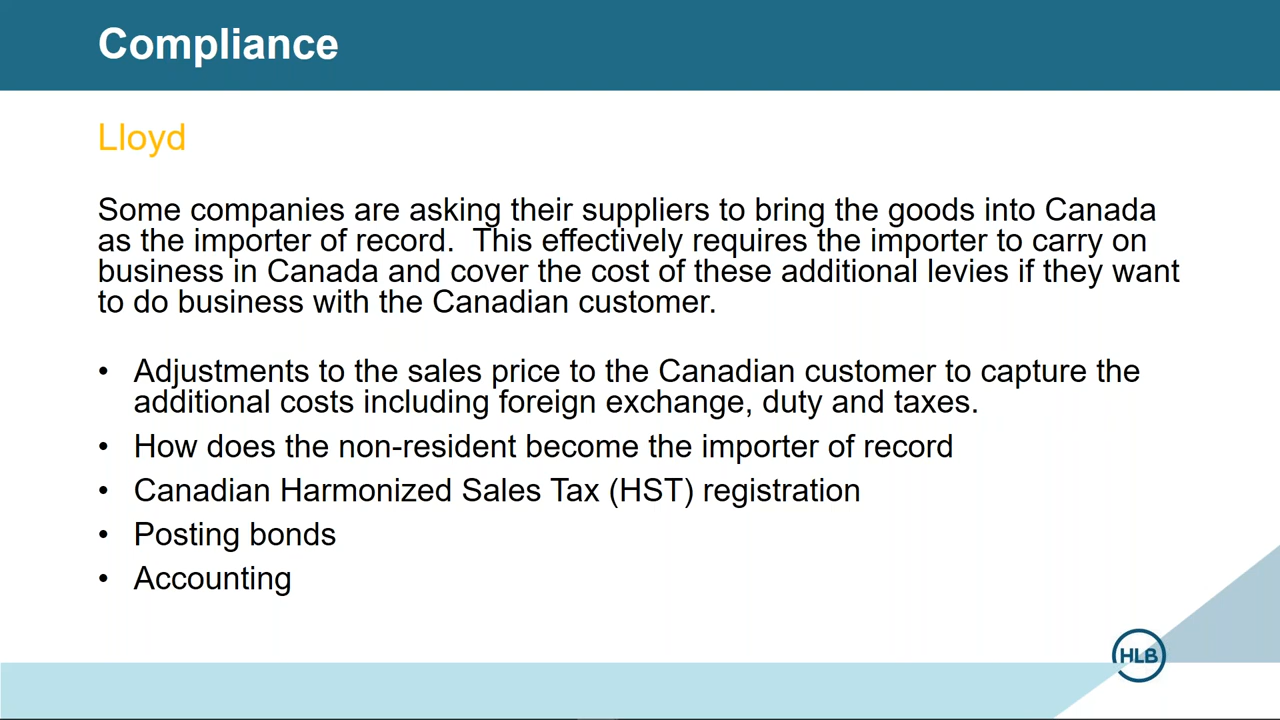 Compliance
Lloyd
Some companies are asking their suppliers to bring the goods into Canada
as the importer of record.  This effectively requires the importer to carry on
business in Canada and cover the cost of these additional levies if they want
to do business with the Canadian customer.
• Adjustments to the sales price to the Canadian customer to capture the
additional costs including foreign exchange, duty and taxes.
• How does the non-resident become the importer of record
• Canadian Harmonized Sales Tax (HST) registration
• Posting bonds
• Accounting
HLB